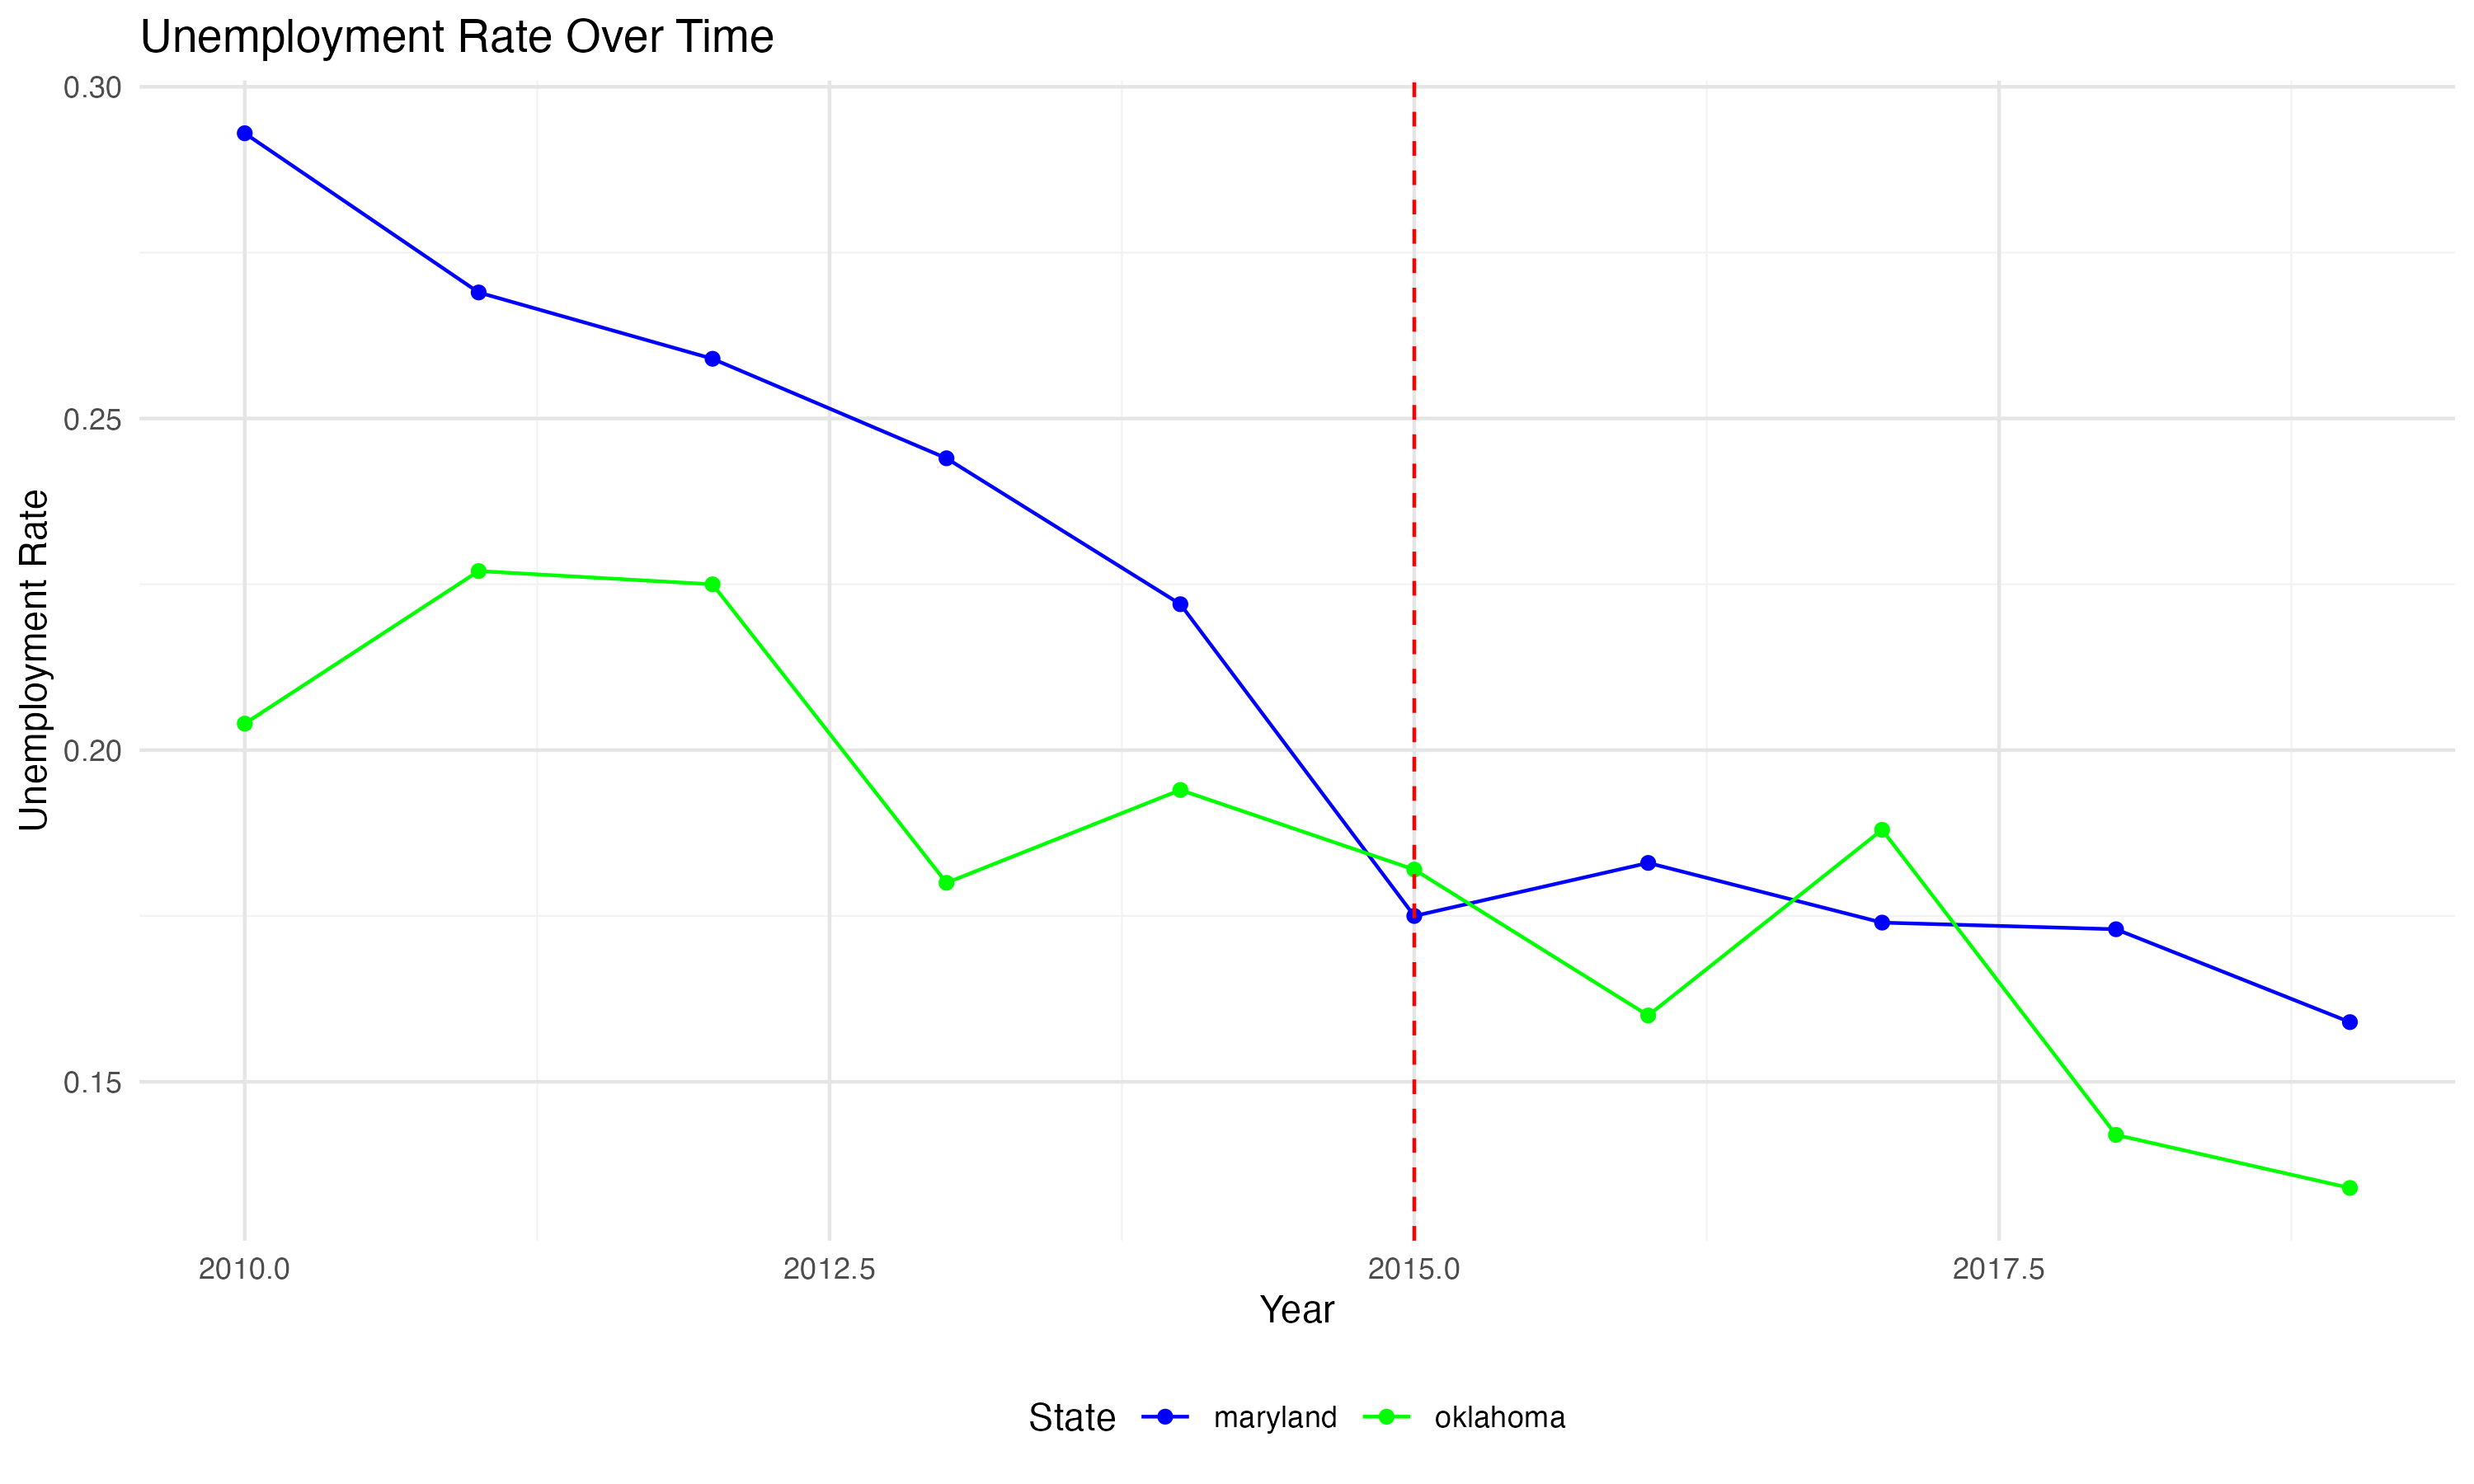 Unemployment Rate Over Time
0.30
0.25
0.20
0.15
Unemployment Rate
2010.0
2012.5
2015.0
2017.5
Year
State
maryland
oklahoma